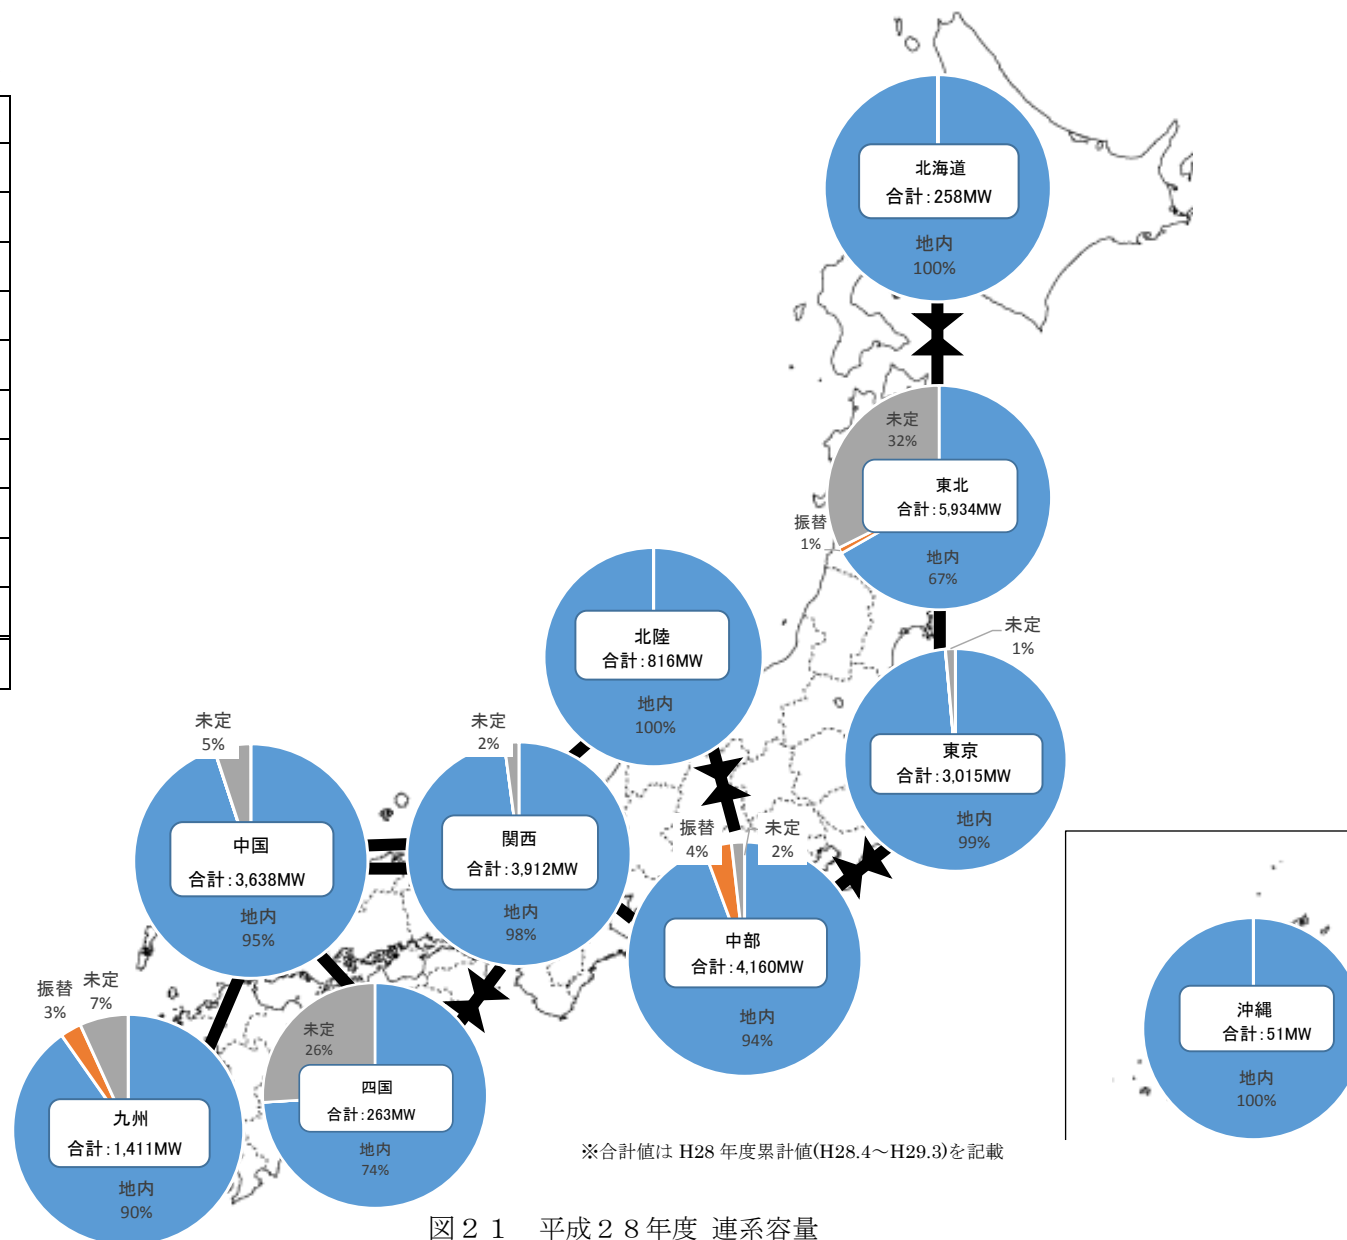 北海道
合計:258MW
地内
100%
未定
32%
東北
合計:5,934MW
振替
1%
地内
67%
北陸
合計:816MW
地内
100%
未定
1%
東京
合計:3,015MW
地内
99%
未定
5%
中国
合計:3,638MW
地内
95%
未定
2%
関西
合計:3,912MW
地内
98%
振替
4%
未定
2%
中部
合計:4,160MW
地内
94%
振替
3%
未定
7%
九州
合計:1,411MW
地内
90%
未定
26%
四国
合計:263MW
地内
74%
沖縄
合計:51MW
地内
100%
※合計値は H28 年度累計値(H28.4～H29.3)を記載
図21 平成28年度 連系容量